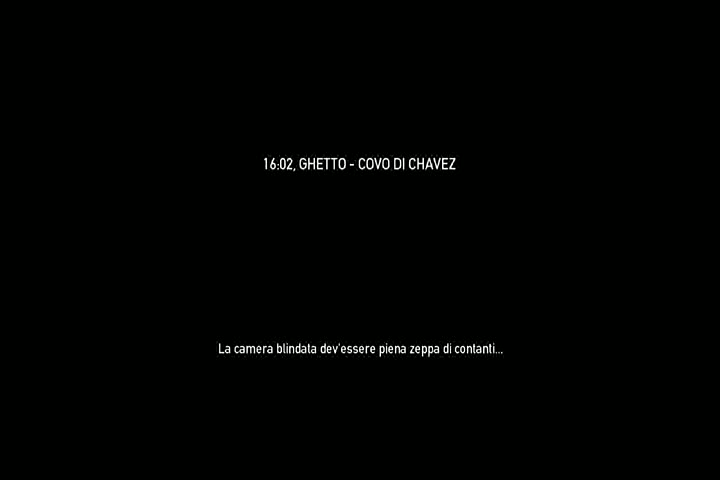 16:02, GHETTO - COVO DI CHAVEZ
La camera blindata dev'essere piena zeppa di contanti...